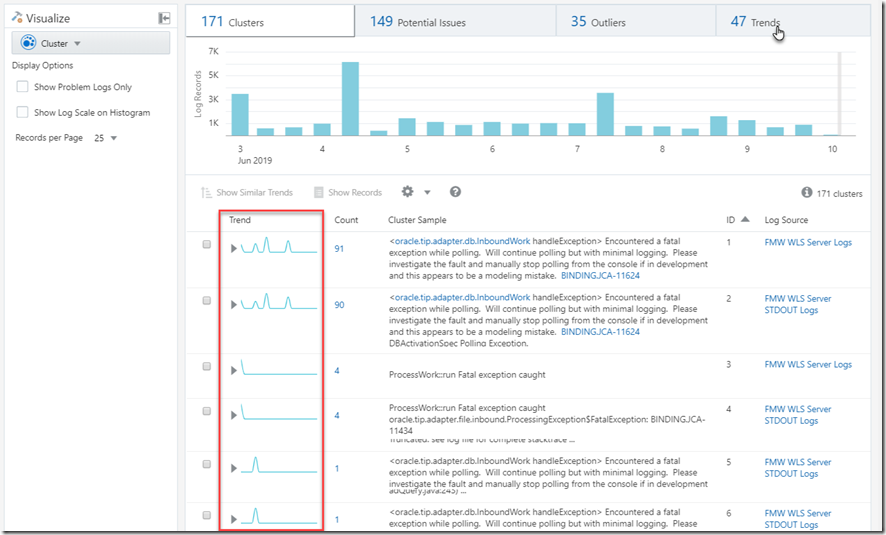 Visualize
Cluster
Display Options
Show Problem Logs Only
Show Log Scale on Histogram
Records per Page 25
171 Clusters
149 Potential Issues
35 Outliers
47 Trends
Log Records
7K
5K
3K
1K
3 4 5 6 7 8 9 10
Jun 2019
Show Similar Trends
Show Records
171 clusters
Trend Count Cluster Sample ID Log Source
91 <oracle.tip.adapter.db.InboundWork handleException> Encountered a fatal 1 FMW WLS Server Logs
exception while polling. Will continue polling but with minimal logging. Please
investigate the fault and manually stop polling from the console if in development
and this appears to be a modeling mistake. BINDINGJCA-11624
90 <oracle.tip.adapter.db.InboundWork handleException> Encountered a fatal 2 FMW WLS Server
exception while polling. Will continue polling but with minimal logging. Please STDOUT Logs
investigate the fault and manually stop polling from the console if in development
and this appears to be a modeling mistake. BINDINGJCA-11624
DBActivationSpec Polling Exception.
4 ProcessWork::run Fatal exception caught 3 FMW WLS Server Logs
4 ProcessWork::run Fatal exception caught 4 FMW WLS Server
oracle.tip.adapter.file.inbound.ProcessingException$FatalException: BINDINGJCA- STDOUT Logs
11434
Truncated. see log file for complete stacktrace ...
1 <oracle.tip.adapter.db.InboundWork handleException> Encountered a fatal 5 FMW WLS Server
exception while polling. Will continue polling but with minimal logging. Please STDOUT Logs
investigate the fault and manually stop polling from the console if in development
1 <oracle.tip.adapter.db.InboundWork handleException> Encountered a fatal 6 FMW WLS Server
exception while polling. Will continue polling but with minimal logging. Please STDOUT Logs